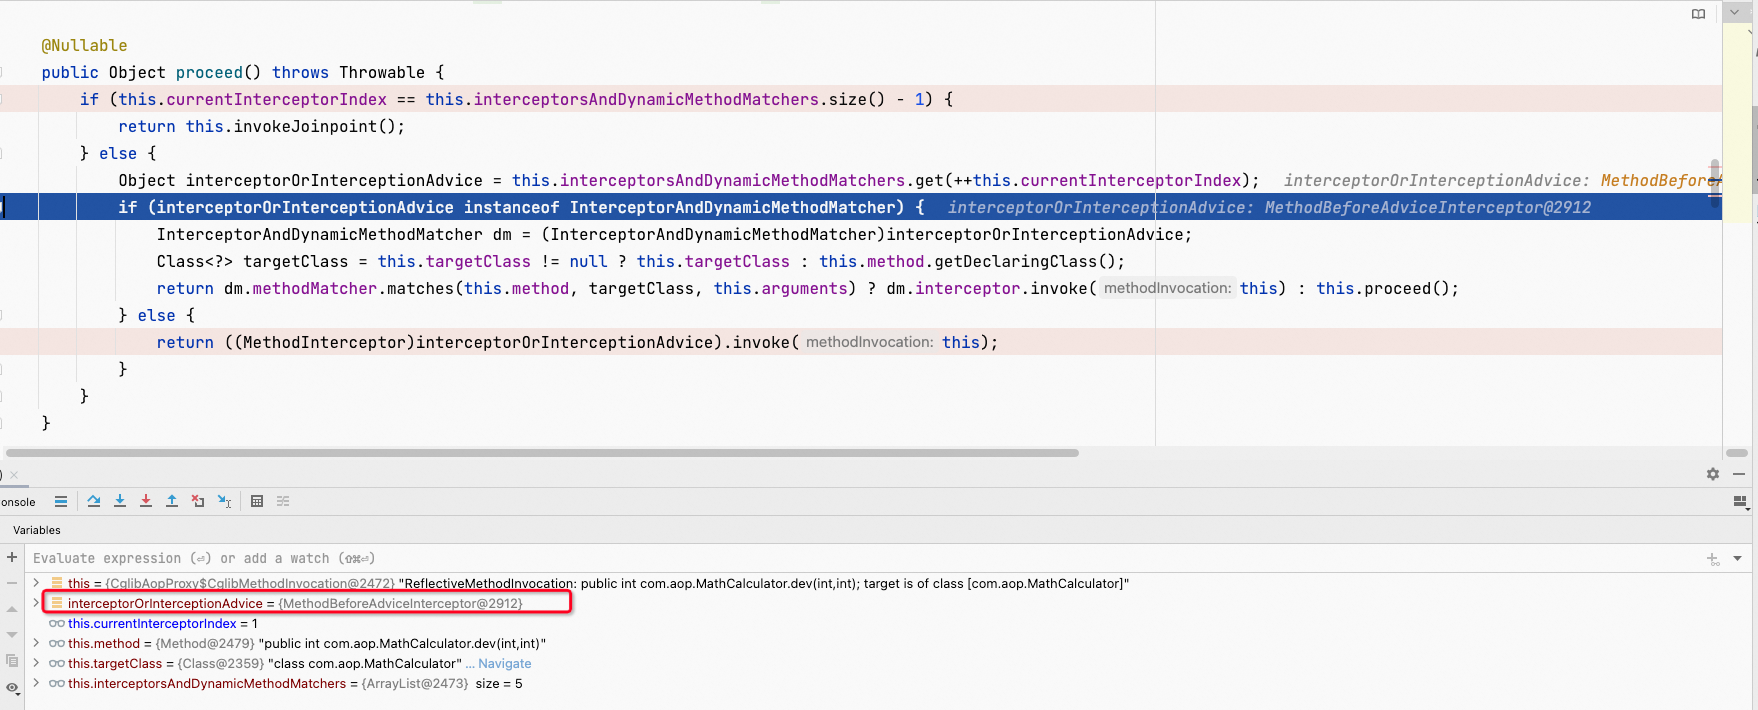 @Nullable
public Object proceed() throws Throwable {
if (this.currentInterceptorIndex == this.interceptorsAndDynamicMethodMatchers.size() - 1) {
return this.invokeJoinpoint();
} else {
Object interceptorOrInterceptionAdvice = this.interceptorsAndDynamicMethodMatchers.get(++this.currentInterceptorIndex); interceptorOrInterceptionAdvice: MethodBeforeA
if (interceptorOrInterceptionAdvice instanceof InterceptorAndDynamicMethodMatcher) { interceptorOrInterceptionAdvice: MethodBeforeAdviceInterceptor@2912
InterceptorAndDynamicMethodMatcher dm = (InterceptorAndDynamicMethodMatcher)interceptorOrInterceptionAdvice;
Class<?> targetClass = this.targetClass != null ? this.targetClass : this.method.getDeclaringClass();
return dm.methodMatcher.matches(this.method, targetClass, this.arguments) ? dm.interceptor.invoke( methodInvocation: this) : this.proceed();
} else {
return ((MethodInterceptor)interceptorOrInterceptionAdvice).invoke( methodInvocation: this);
}
}
}
)
onsole
Variables
Evaluate expression (⏎) or add a watch (⇧⌘⏎)
this = {CglibAopProxy$CglibMethodInvocation@2472} "ReflectiveMethodInvocation: public int com.aop.MathCalculator.dev(int,int); target is of class [com.aop.MathCalculator]"
interceptorOrInterceptionAdvice = {MethodBeforeAdviceInterceptor@2912}
this.currentInterceptorIndex = 1
this.method = {Method@2479} "public int com.aop.MathCalculator.dev(int,int)"
this.targetClass = {Class@2359} "class com.aop.MathCalculator" ... Navigate
this.interceptorsAndDynamicMethodMatchers = {ArrayList@2473} size = 5